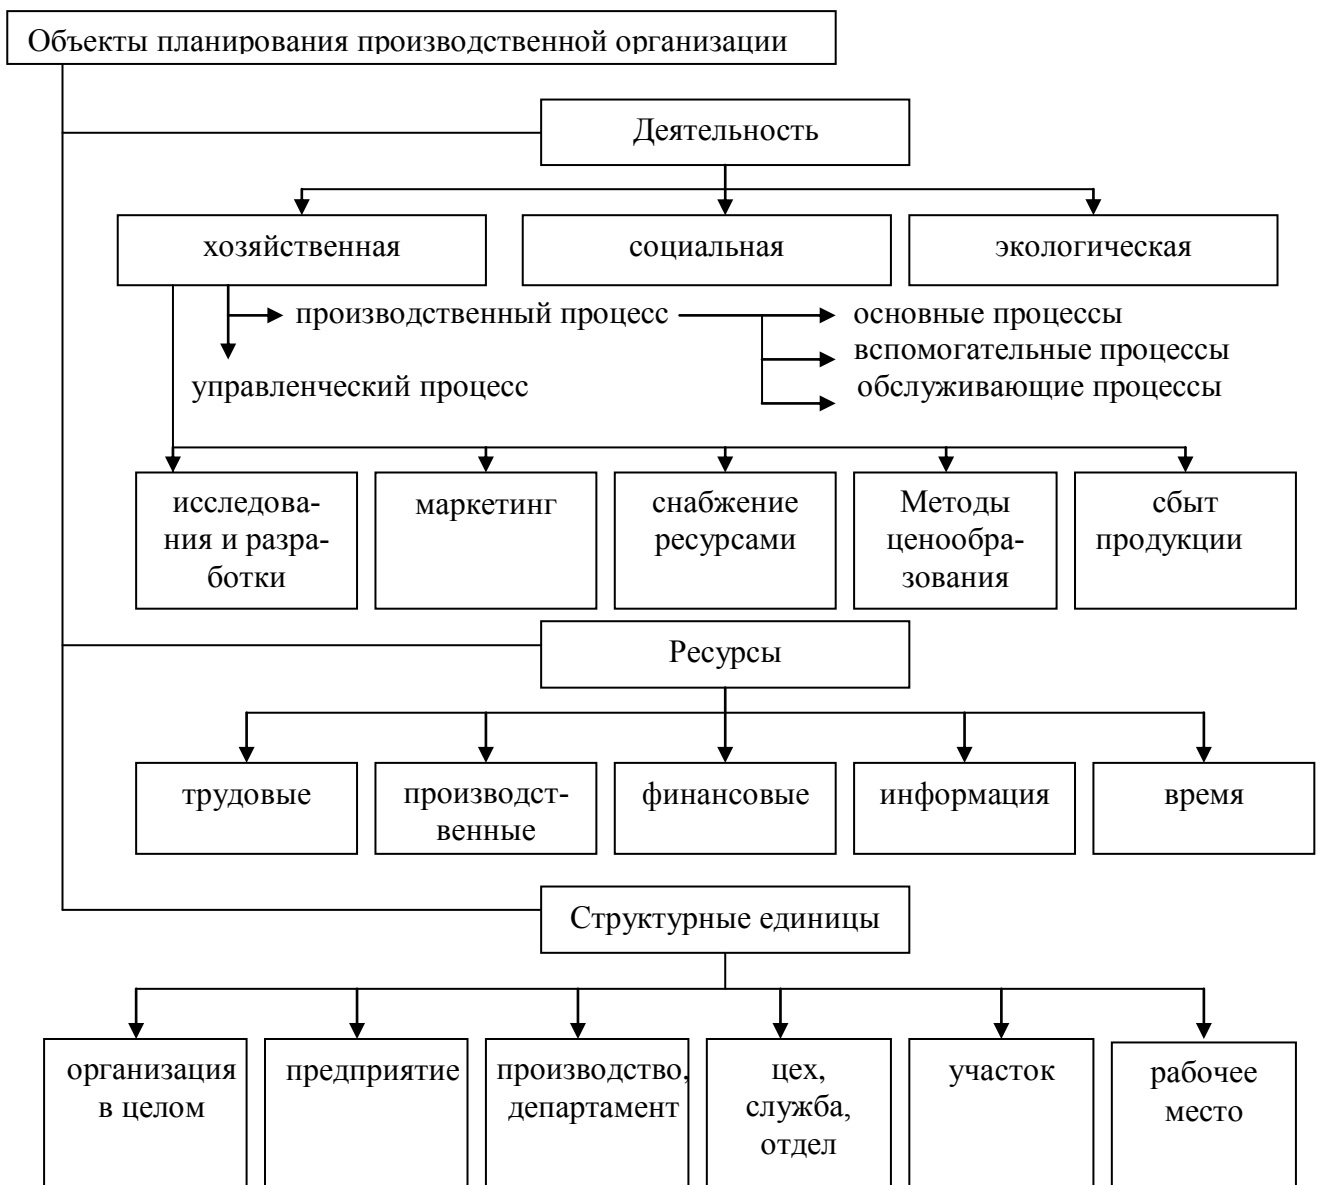 Объекты планирования производственной организации
Деятельность
хозяйственная
социальная
экологическая
производственный процесс
основные процессы
вспомогательные процессы
управленческий процесс
обслуживающие процессы
исследова-
ния и разра-
ботки
маркетинг
снабжение
ресурсами
Методы
ценообра-
зования
сбыт
продукции
Ресурсы
трудовые
производст-
венные
финансовые
информация
время
Структурные единицы
организация
в целом
предприятие
производство,
департамент
цех,
служба,
отдел
участок
рабочее
место